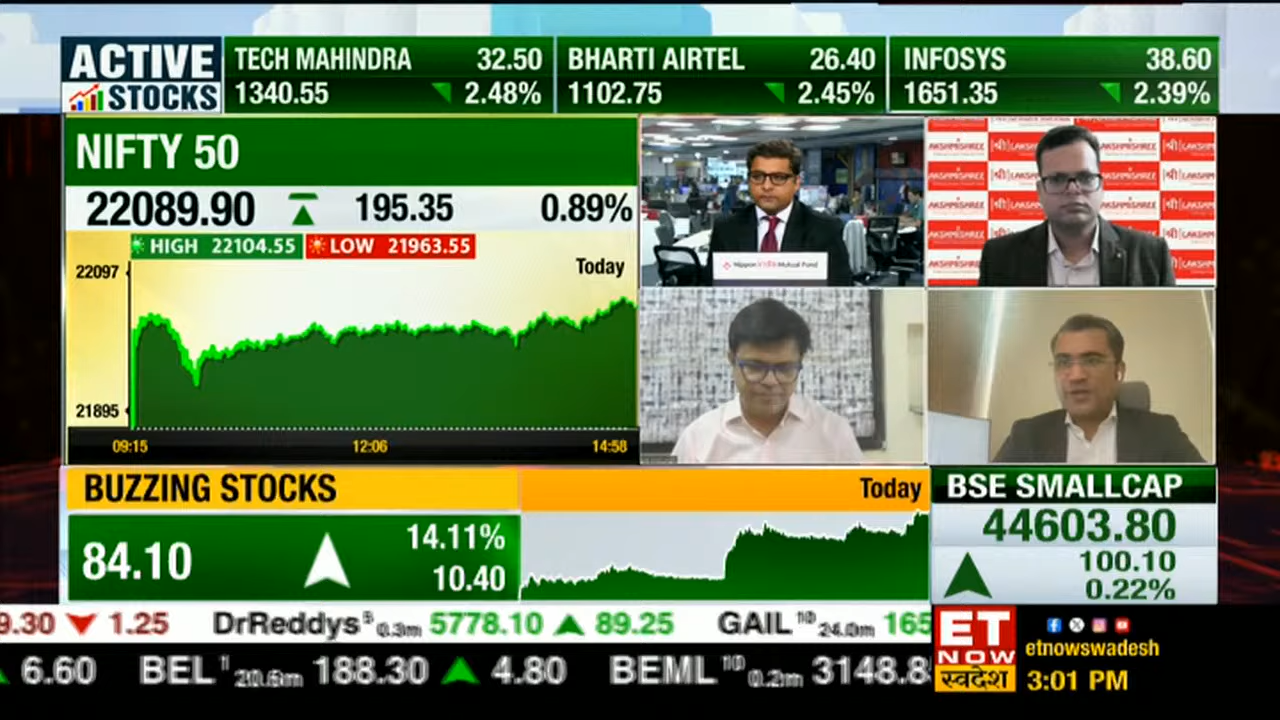 ACTIVE
STOCKS
TECH MAHINDRA 32.50
1340.55 2.48%
BHARTI AIRTEL 26.40
1102.75 2.45%
INFOSYS 38.60
1651.35 2.39%
NIFTY 50
22089.90 195.35 0.89%
HIGH 22104.55 LOW 21963.55
Today
22097
21895
09:15 12:06 14:58
Nippon india Mutual Fund
BUZZING STOCKS
Today
84.10
14.11%
10.40
BSE SMALLCAP
44603.80
100.10
0.22%
9.30 1.25 DrReddys 5 0.3m 5778.10 89.25 GAIL 10 24.0m 165
6.60 BEL 1 20.6m 188.30 4.80 BEML 10 0.2m 3148.8
ET
NOW
स्वदेश
etnowswadesh
3:01 PM